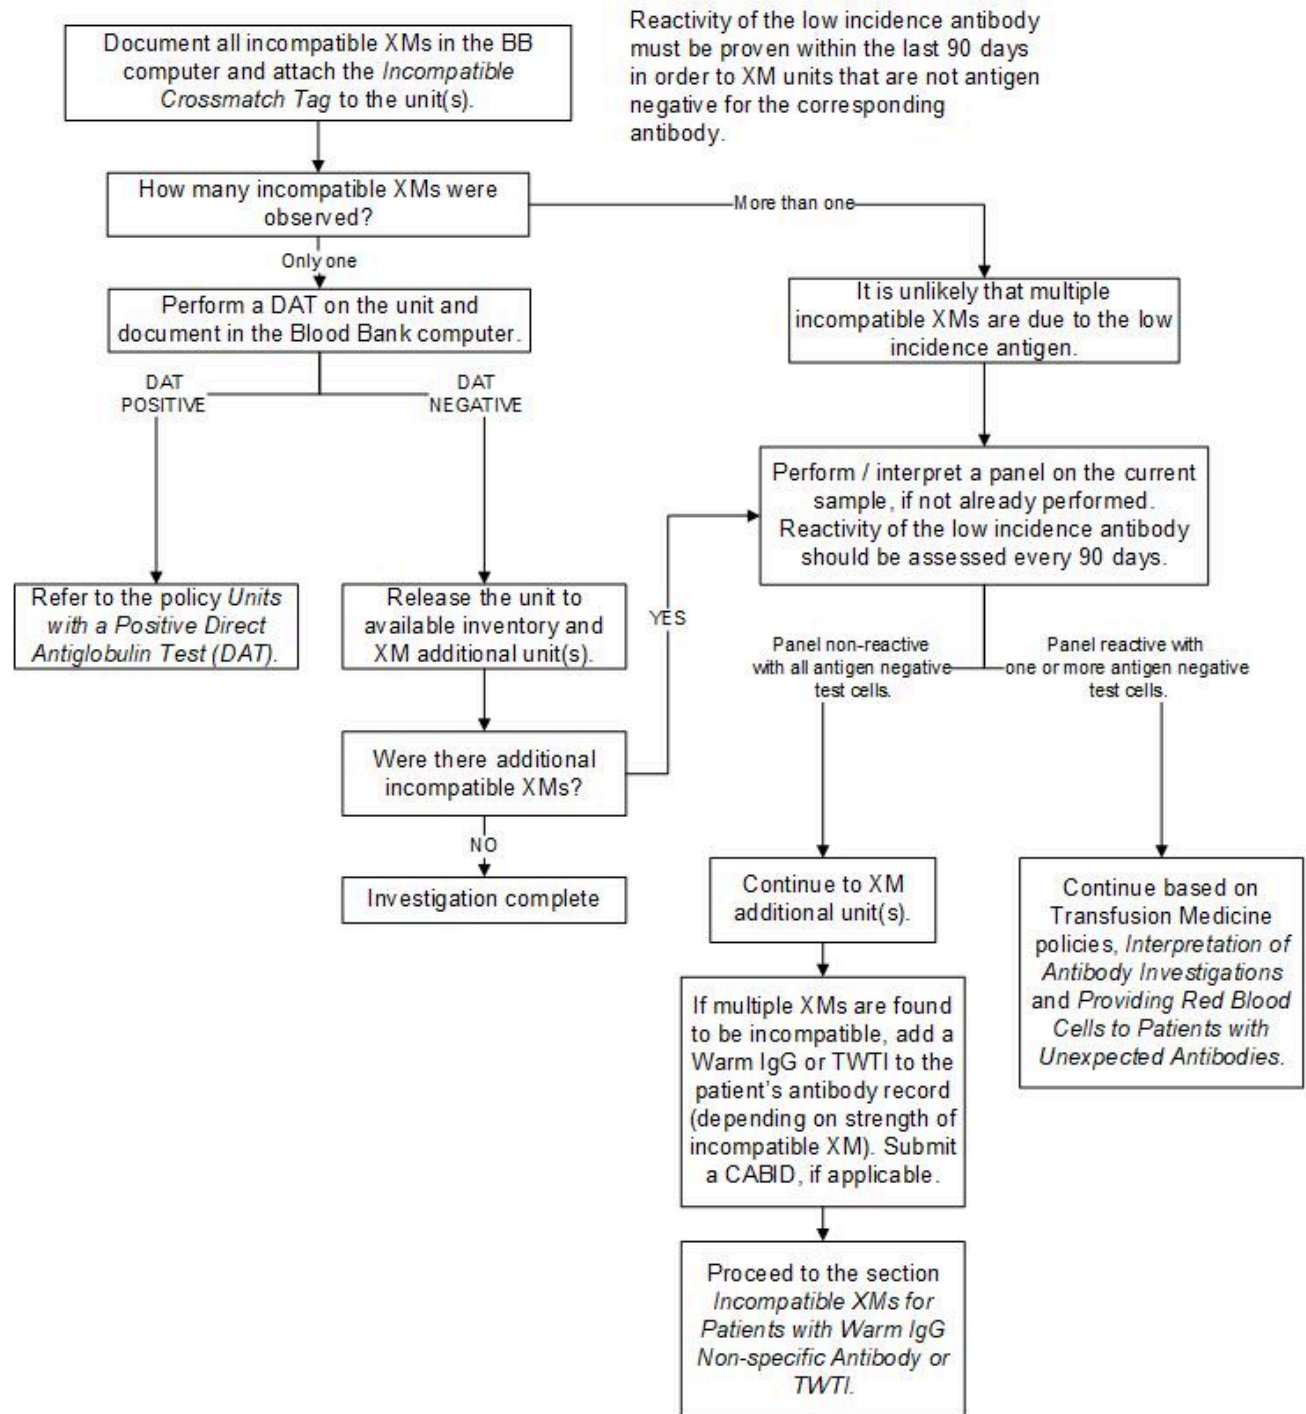 Document all incompatible XMs in the BB
computer and attach the Incompatible
Crossmatch Tag to the unit(s).
Reactivity of the low incidence antibody
must be proven within the last 90 days
in order to XM units that are not antigen
negative for the corresponding
antibody.
How many incompatible XMs were
observed?
More than one
Only one
Perform a DAT on the unit and
document in the Blood Bank computer.
It is unlikely that multiple
incompatible XMs are due to the low
incidence antigen.
DAT
POSITIVE
DAT
NEGATIVE
Perform / interpret a panel on the current
sample, if not already performed.
Reactivity of the low incidence antibody
should be assessed every 90 days.
Refer to the policy Units
with a Positive Direct
Antiglobulin Test (DAT).
Release the unit to
available inventory and
XM additional unit(s).
YES
Panel non-reactive
with all antigen negative
test cells.
Panel reactive with
one or more antigen negative
test cells.
Were there additional
incompatible XMs?
NO
Investigation complete
Continue to XM
additional unit(s).
Continue based on
Transfusion Medicine
policies, Interpretation of
Antibody Investigations
and Providing Red Blood
Cells to Patients with
Unexpected Antibodies.
If multiple XMs are found
to be incompatible, add a
Warm IgG or TWTI to the
patient's antibody record
(depending on strength of
incompatible XM). Submit
a CABID, if applicable.
Proceed to the section
Incompatible XMs for
Patients with Warm IgG
Non-specific Antibody or
TWTI.